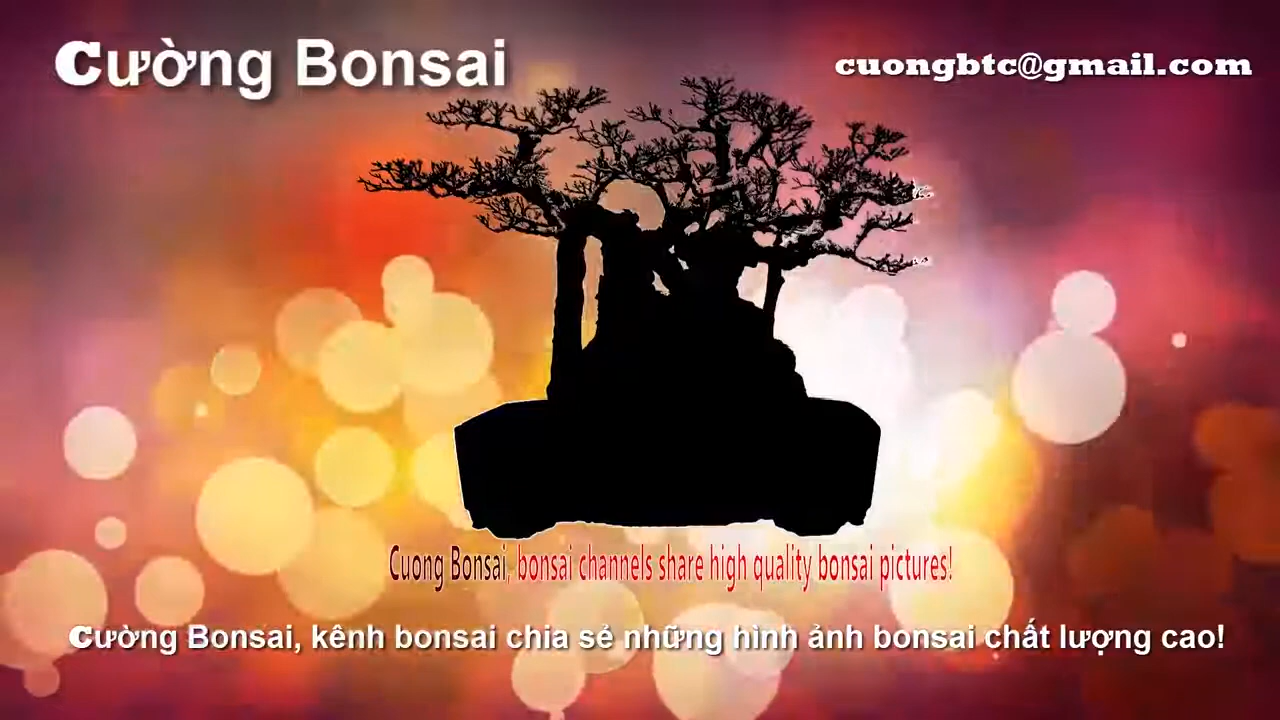 Cường Bonsai
cuongbtc@gmail.com
Cuong Bonsai, bonsai channels share high quality bonsai pictures!
Cường Bonsai, kênh bonsai chia sẻ những hình ảnh bonsai chất lượng cao!